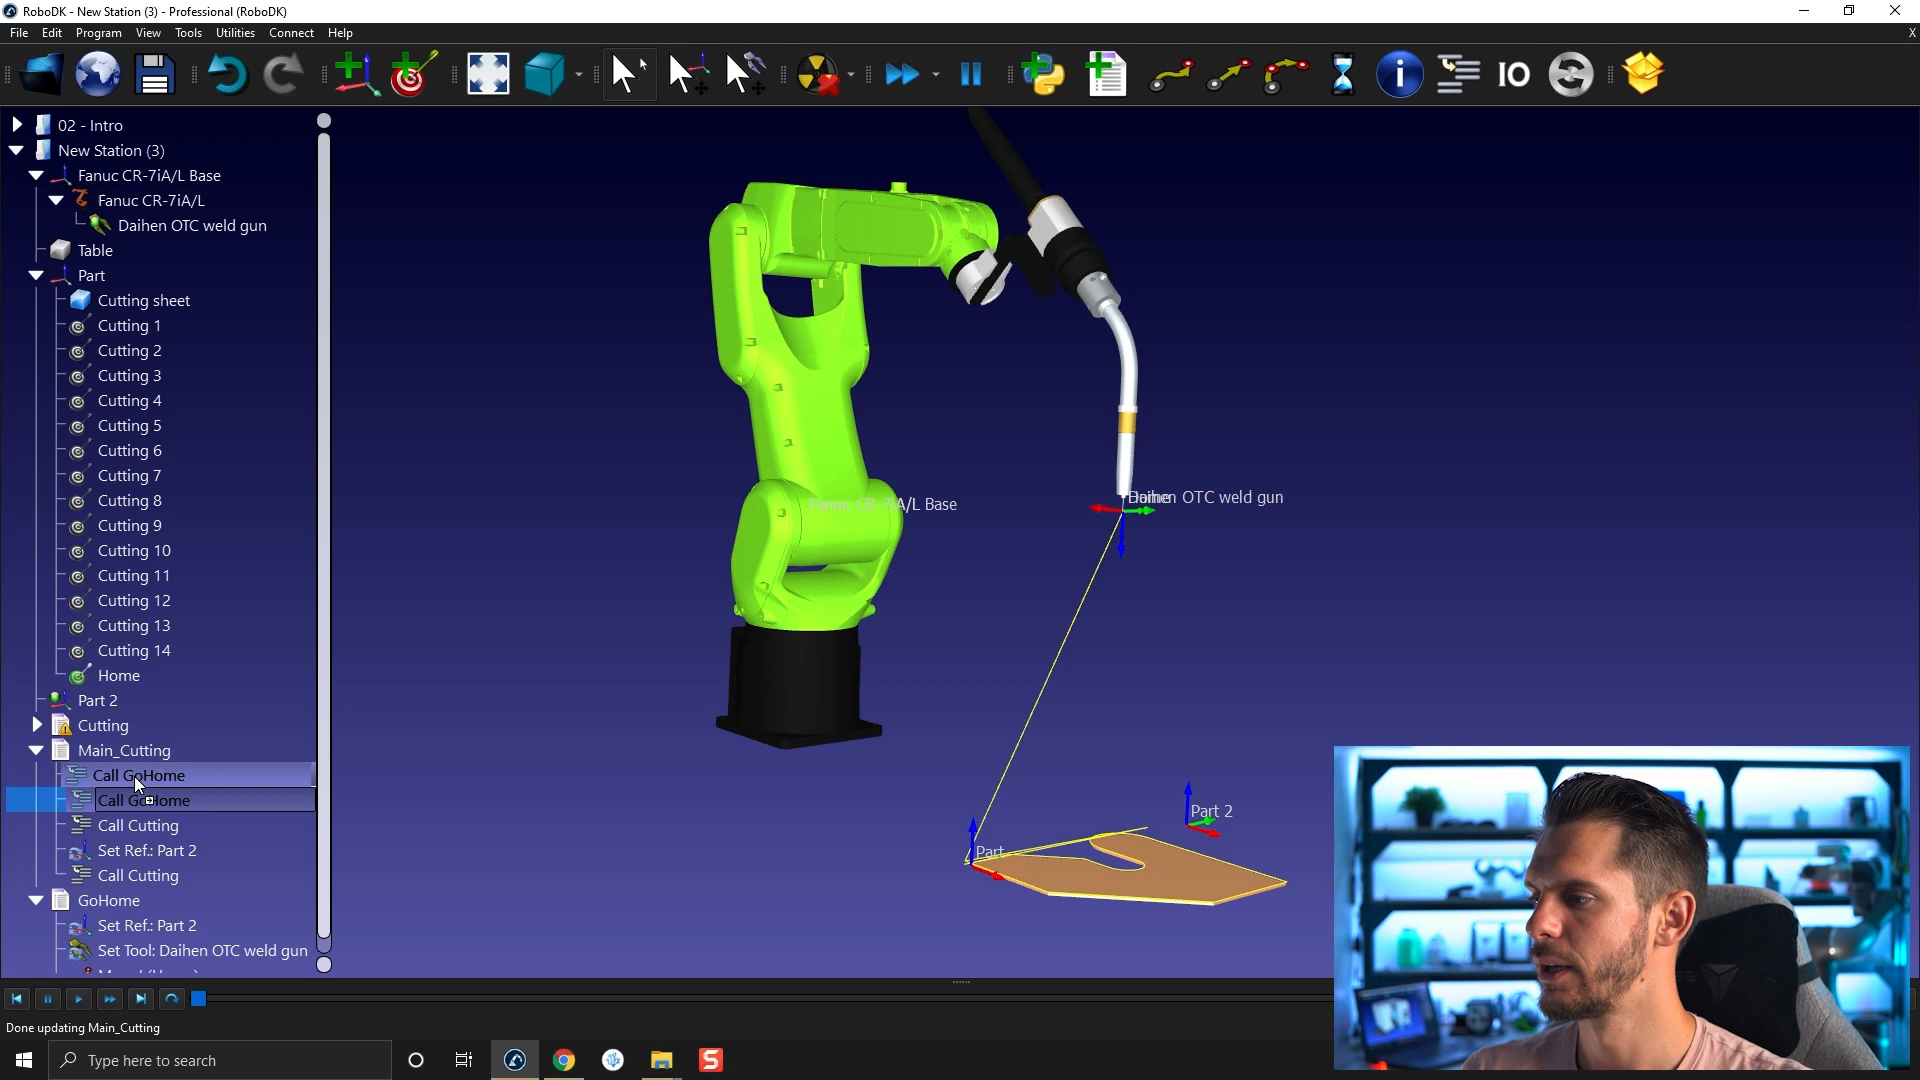 RoboDK - New Station (3) - Professional (RoboDK)
File Edit Program View Tools Utilities Connect Help
X
IO
02 - Intro
New Station (3)
Fanuc CR-7iA/L Base
Fanuc CR-7iA/L
Daihen OTC weld gun
Table
Part
Cutting sheet
Cutting 1
Cutting 2
Cutting 3
Cutting 4
Cutting 5
Cutting 6
Cutting 7
Cutting 8
Cutting 9
Cutting 10
Cutting 11
Cutting 12
Cutting 13
Cutting 14
Home
Part 2
Cutting
Main_Cutting
Call GoHome
Call GoHome
Call Cutting
Set Ref.: Part 2
Call Cutting
GoHome
Set Ref.: Part 2
Set Tool: Daihen OTC weld gun
Fanuc CR-7iA/L Base
Daihen OTC weld gun
Part 2
Part
Done updating Main_Cutting
Type here to search